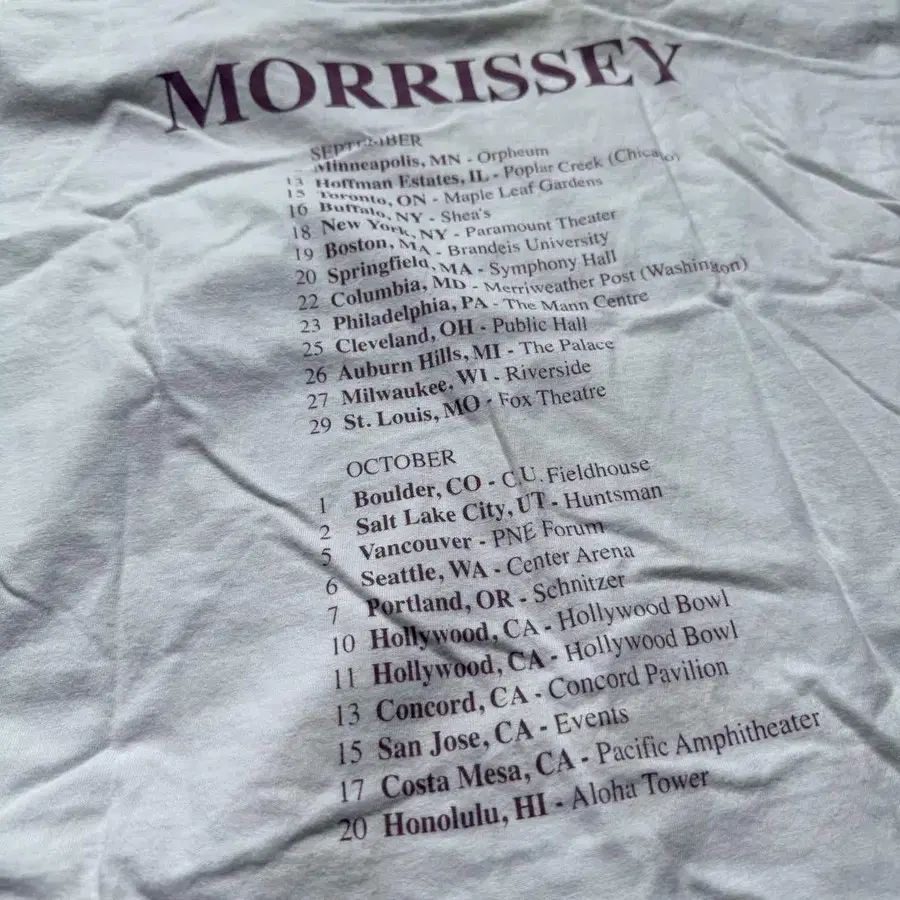 MORRISSEY
SEPTEMBER
Minneapolis, MN - Orpheum
13 Hoffman Estates, IL - Poplar Creek (Chicago)
15 Toronto, ON - Maple Leaf Gardens
16 Buffalo, NY - Shea's
18 New York, NY - Paramount Theater
19 Boston, MA - Brandeis University
20 Springfield, MA - Symphony Hall
22 Columbia, MD - Merriweather Post (Washington)
23 Philadelphia, PA - The Mann Centre
25 Cleveland, OH - Public Hall
26 Auburn Hills, MI - The Palace
27 Milwaukee, WI - Riverside
29 St. Louis, MO - Fox Theatre
OCTOBER
1 Boulder, CO - C.U. Fieldhouse
2 Salt Lake City, UT - Huntsman
5 Vancouver - PNE Forum
6 Seattle, WA - Center Arena
7 Portland, OR - Schnitzer
10 Hollywood, CA - Hollywood Bowl
11 Hollywood, CA - Hollywood Bowl
13 Concord, CA - Concord Pavilion
15 San Jose, CA - Events
17 Costa Mesa, CA - Pacific Amphitheater
20 Honolulu, HI - Aloha Tower